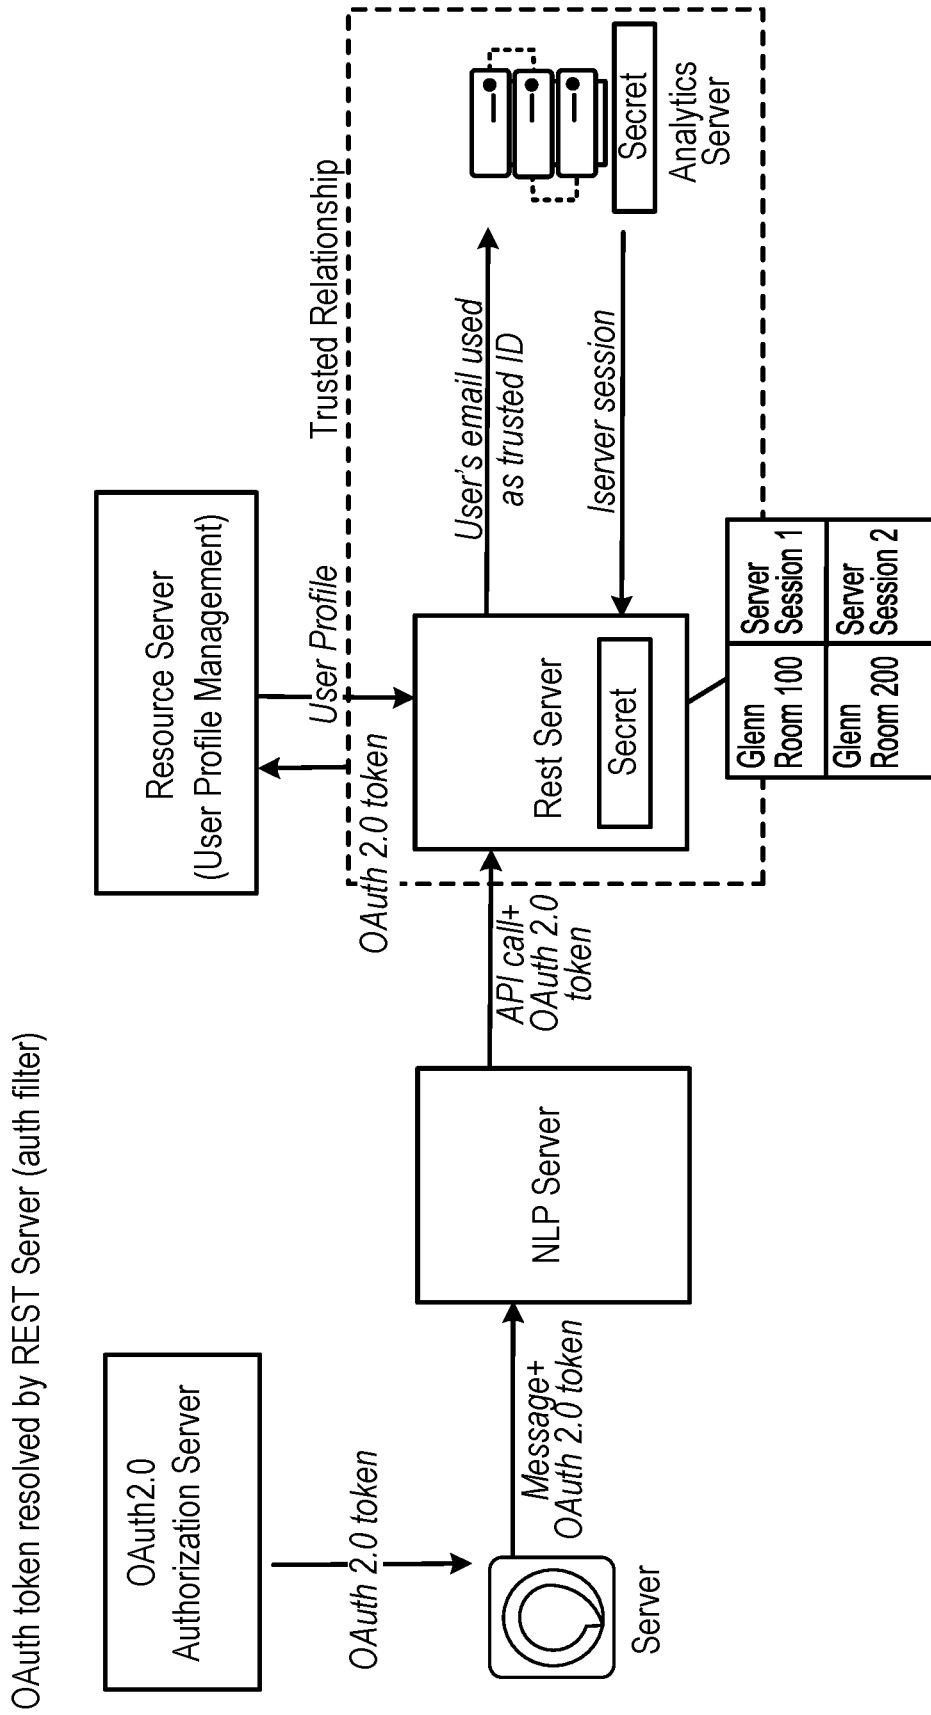 OAuth token resolved by REST Server (auth filter)
OAuth2.0
Authorization Server
OAuth 2.0 token
Server
Message+
OAuth 2.0 token
NLP Server
API call+
OAuth 2.0
token
Resource Server
(User Profile Management)
OAuth 2.0 token
User Profile
Trusted Relationship
Rest Server
Secret
User's email used
as trusted ID
Iserver session
Secret
Analytics
Server
Glenn
Room 100
Server
Session 1
Glenn
Room 200
Server
Session 2